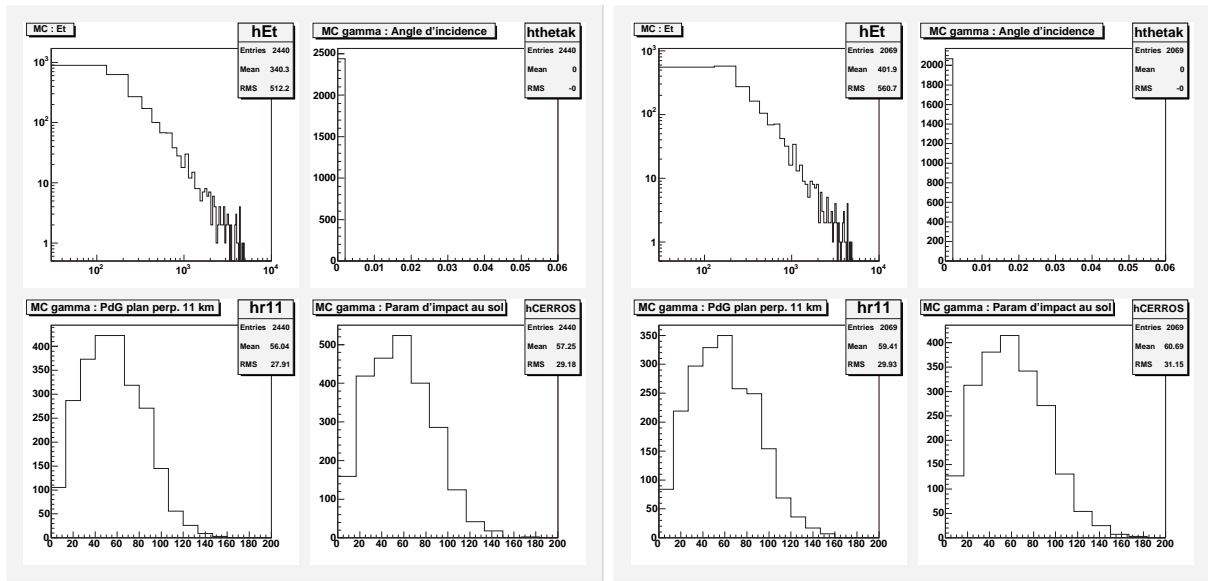 MC : Et
hEt
Entries 2440
Mean 340.3
RMS 512.2
10³
10²
10
1
10² 10³ 10⁴
MC gamma : Angle d'incidence
hthetak
Entries 2440
Mean 0
RMS -0
2500
2000
1500
1000
500
0
0 0.01 0.02 0.03 0.04 0.05 0.06
MC : Et
hEt
Entries 2069
Mean 401.9
RMS 560.7
10³
10²
10
1
10² 10³ 10⁴
MC gamma : Angle d'incidence
hthetak
Entries 2069
Mean 0
RMS -0
2000
1800
1600
1400
1200
1000
800
600
400
200
0
0 0.01 0.02 0.03 0.04 0.05 0.06
MC gamma : PdG plan perp. 11 km
hr11
Entries 2440
Mean 56.04
RMS 27.91
400
350
300
250
200
150
100
50
0
0 20 40 60 80 100 120 140 160 180 200
MC gamma : Param d'impact au sol
hCERROS
Entries 2440
Mean 57.25
RMS 29.18
500
400
300
200
100
0
0 20 40 60 80 100 120 140 160 180 200
MC gamma : PdG plan perp. 11 km
hr11
Entries 2069
Mean 59.41
RMS 29.93
350
300
250
200
150
100
50
0
0 20 40 60 80 100 120 140 160 180 200
MC gamma : Param d'impact au sol
hCERROS
Entries 2069
Mean 60.69
RMS 31.15
400
350
300
250
200
150
100
50
0
0 20 40 60 80 100 120 140 160 180 200